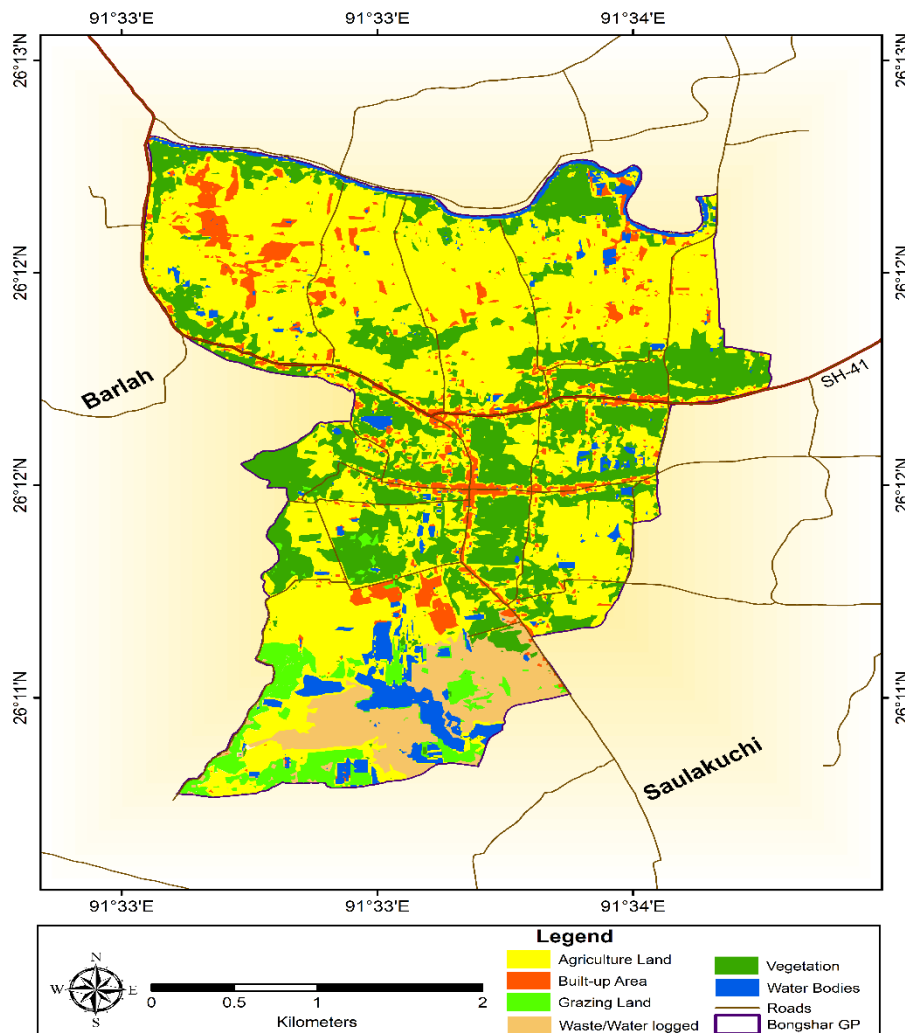 91°33'E 91°33'E 91°34'E
26°13'N 26°13'N
26°12'N 26°12'N
Barlah
SH-41
26°12'N 26°12'N
26°11'N 26°11'N
Saulakuchi
91°33'E 91°33'E 91°34'E
Legend
N
W E
S
0 0.5 1 2
Kilometers
Agriculture Land
Built-up Area
Grazing Land
Waste/Water logged
Vegetation
Water Bodies
Roads
Bongshar GP